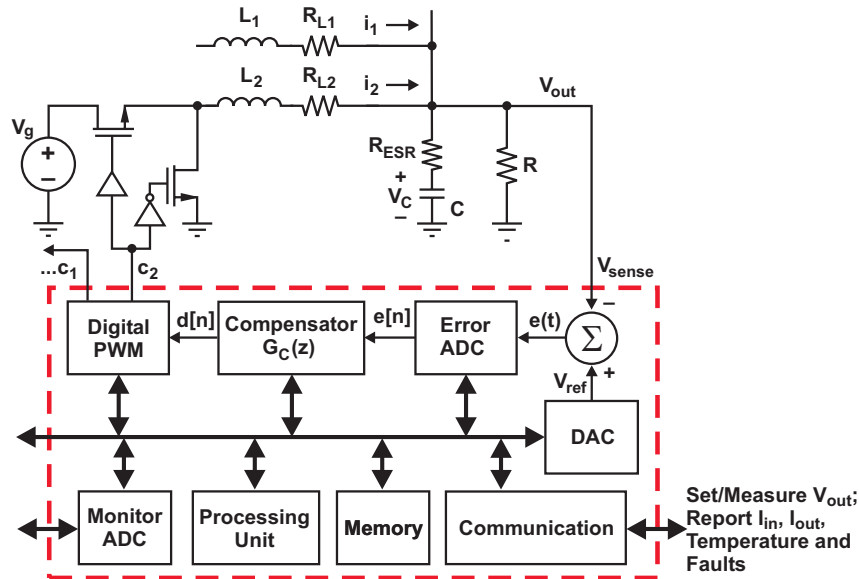 L1 RL1 i1
L2 RL2 i2
Vout
Vg
+
–
RESR
+
VC
–
C
R
...c1
c2
Vsense
Digital
PWM
d[n]
Compensator
GC(z)
e[n]
Error
ADC
e(t)
–
Σ
+
Vref
DAC
Monitor
ADC
Processing
Unit
Memory
Communication
Set/Measure Vout;
Report Iin, Iout,
Temperature and
Faults